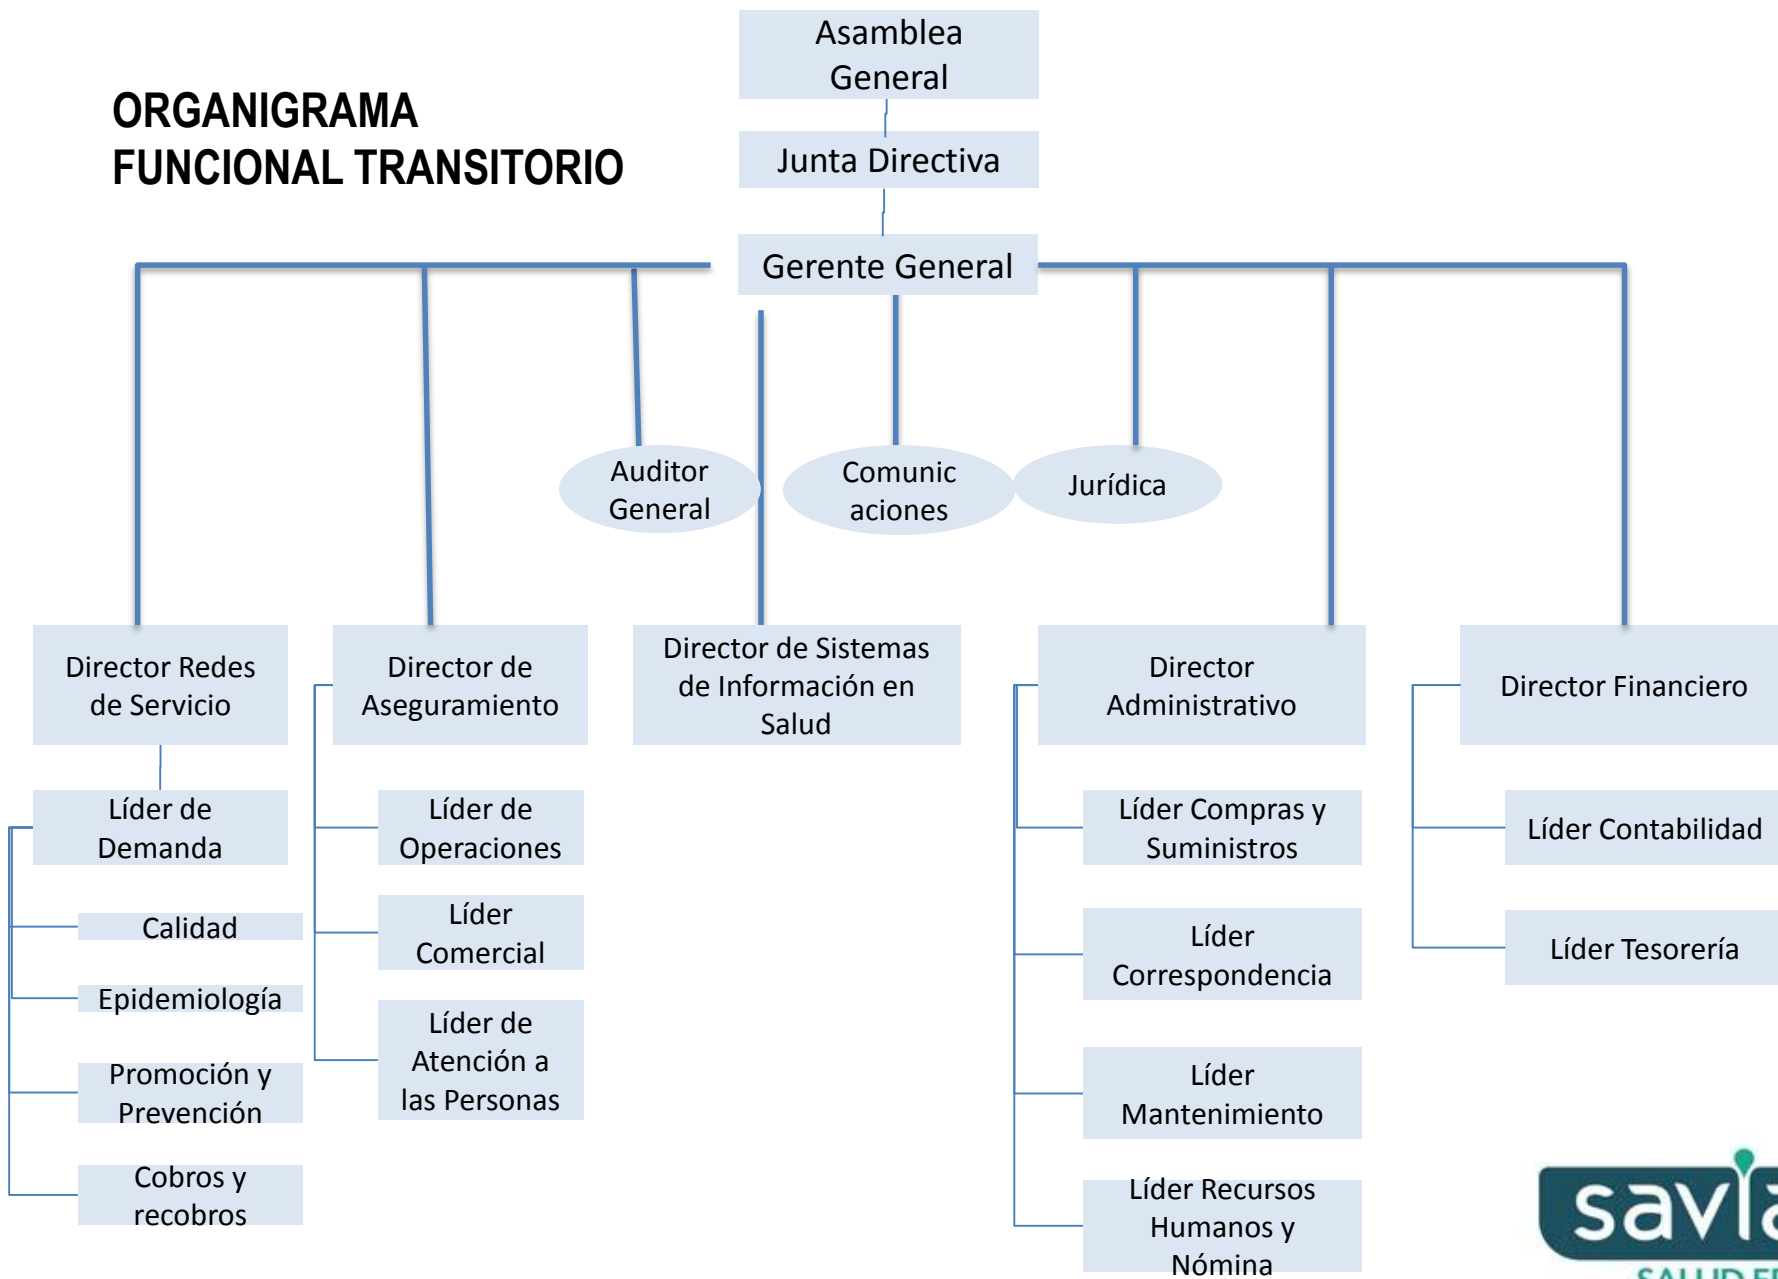 Asamblea
General
ORGANIGRAMA
FUNCIONAL TRANSITORIO
Junta Directiva
Gerente General
Auditor
General
Comunic
aciones
Jurídica
Director Redes
de Servicio
Director de
Aseguramiento
Director de Sistemas
de Información en
Salud
Director
Administrativo
Director Financiero
Líder de
Demanda
Calidad
Epidemiología
Promoción y
Prevención
Cobros y
recobros
Líder de
Operaciones
Líder
Comercial
Líder de
Atención a
las Personas
Líder Compras y
Suministros
Líder
Correspondencia
Líder
Mantenimiento
Líder Recursos
Humanos y
Nómina
Líder Contabilidad
Líder Tesorería
savia
SALUD